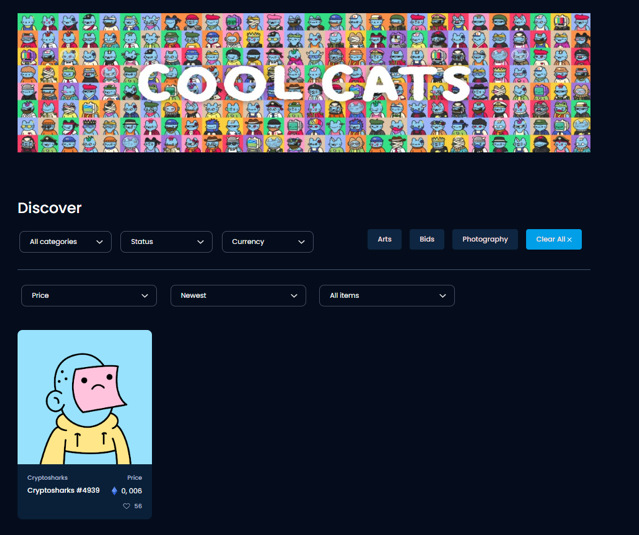 COOL CATS
Discover
All categories
Status
Currency
Arts
Bids
Photography
Clear All ×
Price
Newest
All items
Cryptosharks
Price
Cryptosharks #4939
0, 006
56